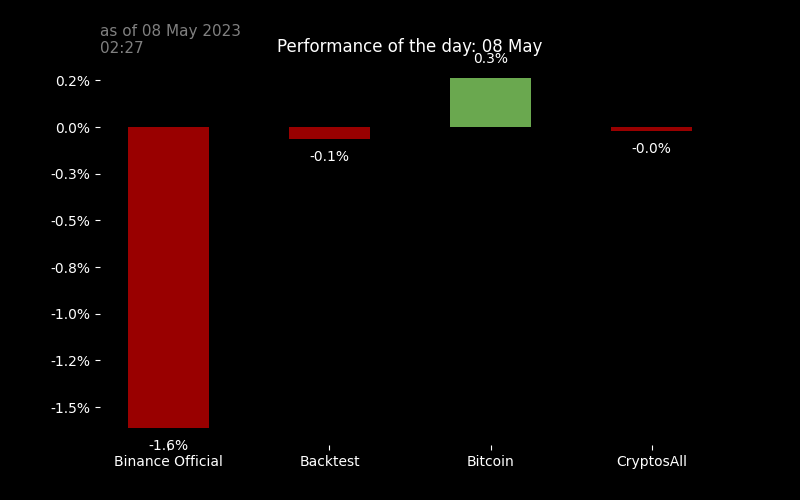 as of 08 May 2023
02:27
Performance of the day: 08 May
0.3%
0.2%
0.0%
-0.3%
-0.5%
-0.8%
-1.0%
-1.2%
-1.5%
-0.1%
-0.0%
-1.6%
Binance Official
Backtest
Bitcoin
CryptosAll